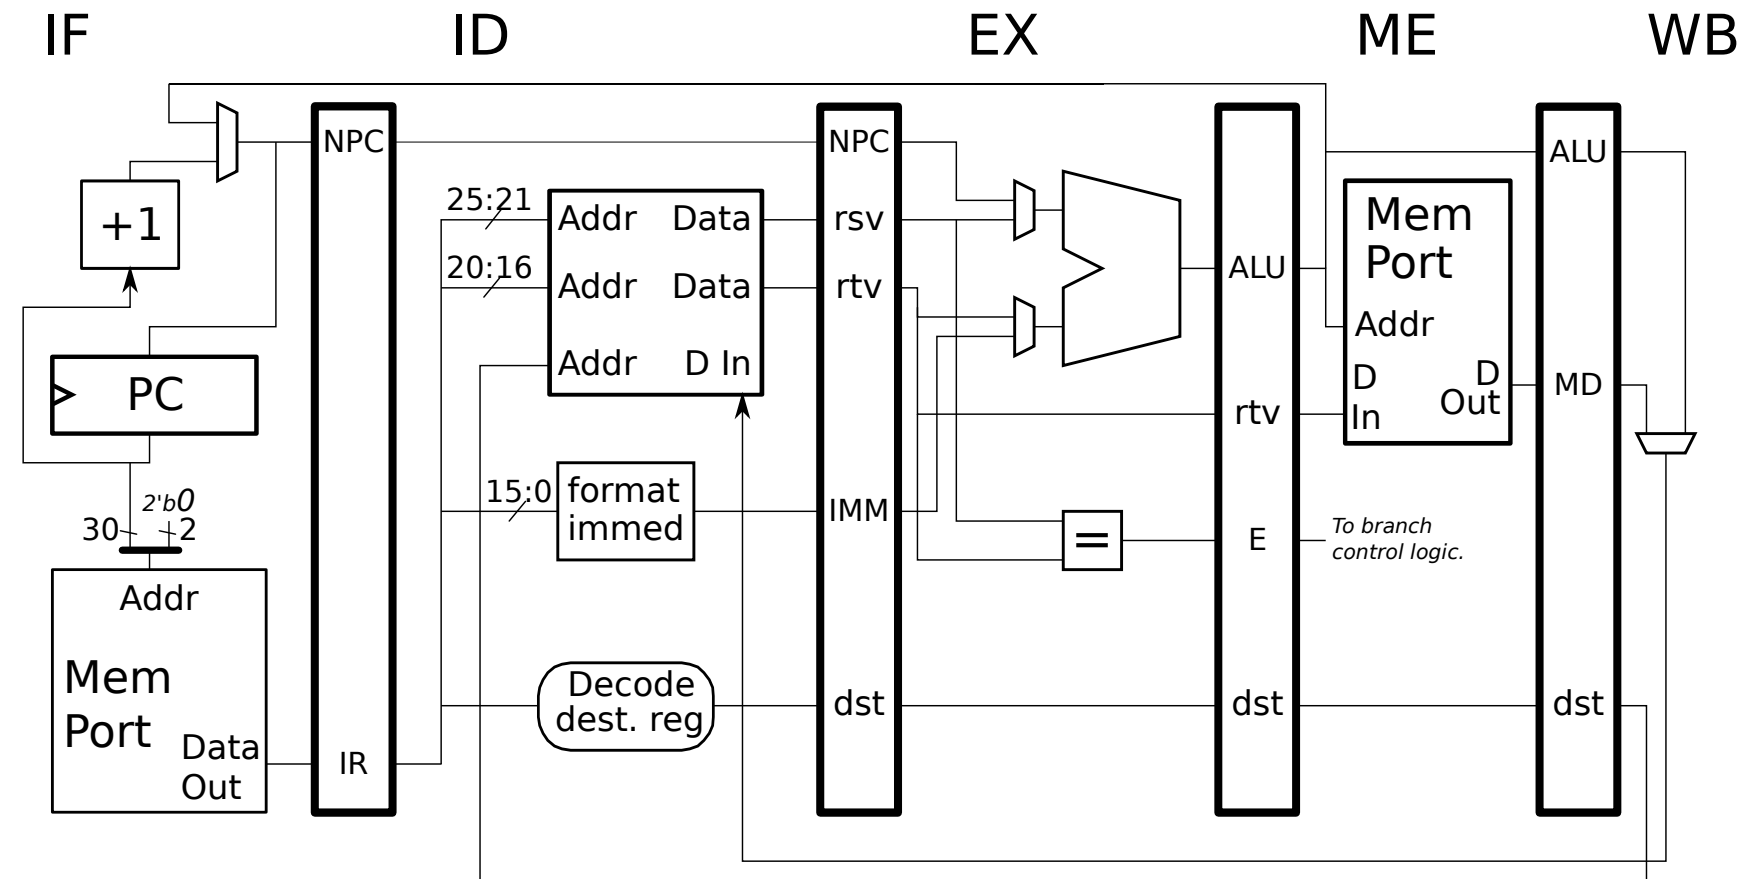 IF
ID
EX
ME
WB
NPC
+1
PC
2'b0
30
2
Addr
Mem
Port
Data
Out
IR
25:21
20:16
Addr
Data
Addr
Data
Addr
D In
15:0
format
immed
Decode
dest. reg
NPC
rsv
rtv
IMM
dst
=
ALU
rtv
E
dst
Mem
Port
Addr
D
In
D
Out
To branch
control logic.
ALU
MD
dst